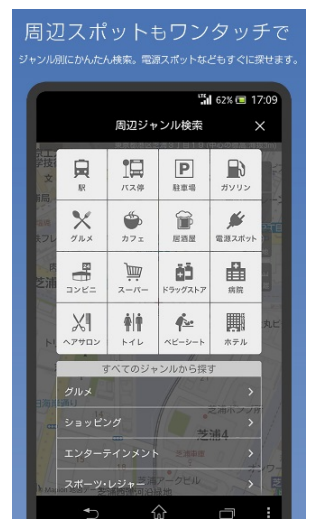 周辺スポットもワンタッチで
ジャンル別にかんたん検索。電源スポットなどもすぐに探せます。
LTE 62% 17:09
周辺ジャンル検索 ×
駅 バス停 P 駐車場 ガソリン
グルメ カフェ 居酒屋 電源スポット
コンビニ スーパー ドラッグストア 病院
ヘアサロン トイレ ベビーシート ホテル
すべてのジャンルから探す
グルメ >
ショッピング >
芝浦4
エンターテインメント >
スポーツ・レジャー >